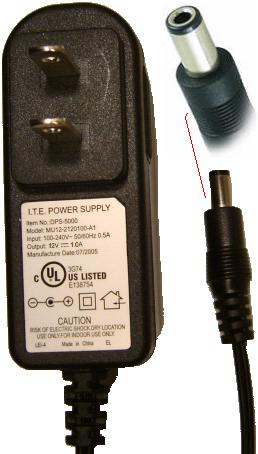 I.T.E. POWER SUPPLY
Item No.:DPS-5000
Model: MU12-2120100-A1
Input: 100-240V~ 50/60Hz 0.5A
Output: 12V⎓ 1.0A
Manufacture Date:07/2005
3G74
C UL US LISTED
E138754
CAUTION
RISK OF ELECTRIC SHOCK DRY LOCATION
USE ONLY-FOR INDOOR USE ONLY.
LEI-4 Made in China EL